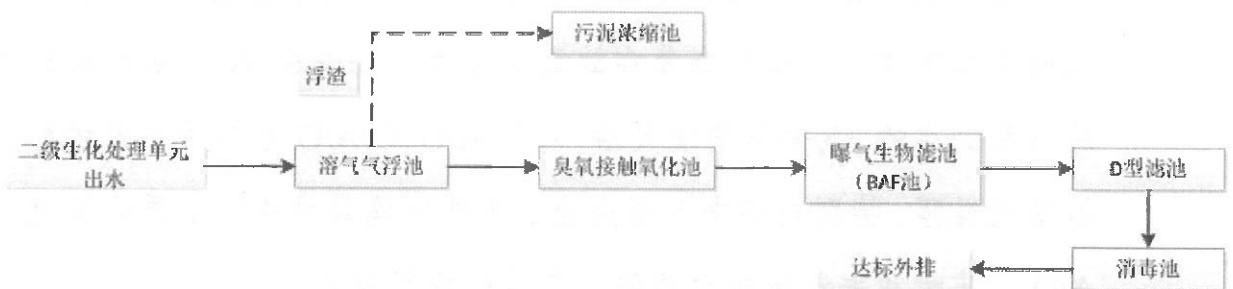 污泥浓缩池
浮渣
二级生化处理单元
出水
溶气气浮池
臭氧接触氧化池
曝气生物滤池
（BAF池）
D型滤池
达标外排
消毒池